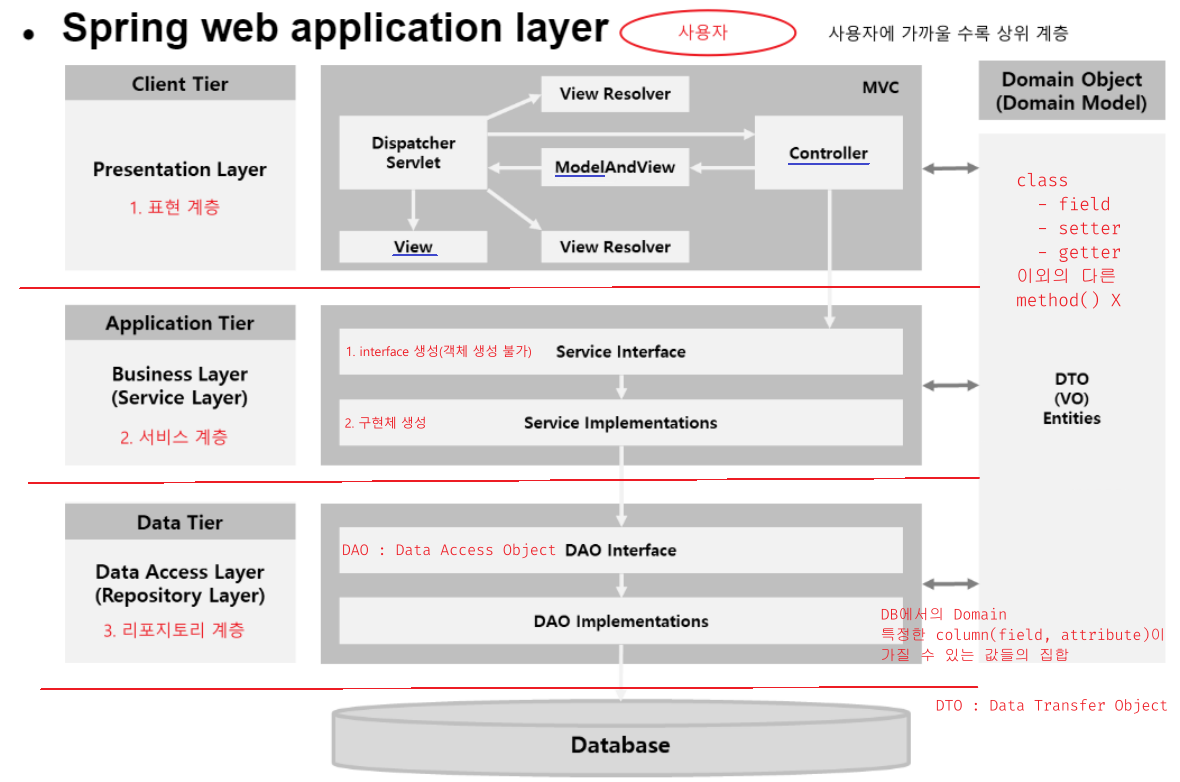 • Spring web application layer
사용자
사용자에 가까울 수록 상위 계층
Client Tier
Presentation Layer
1. 표현 계층
MVC
View Resolver
Dispatcher
Servlet
Controller
ModelAndView
View
View Resolver
Domain Object
(Domain Model)
class
- field
- setter
- getter
이외의 다른
method() X
DTO
(VO)
Entities
Application Tier
Business Layer
(Service Layer)
2. 서비스 계층
1. interface 생성(객체 생성 불가)
Service Interface
2. 구현체 생성
Service Implementations
Data Tier
Data Access Layer
(Repository Layer)
3. 리포지토리 계층
DAO : Data Access Object
DAO Interface
DAO Implementations
DB에서의 Domain
특정한 column(field, attribute)이
가질 수 있는 값들의 집합
DTO : Data Transfer Object
Database